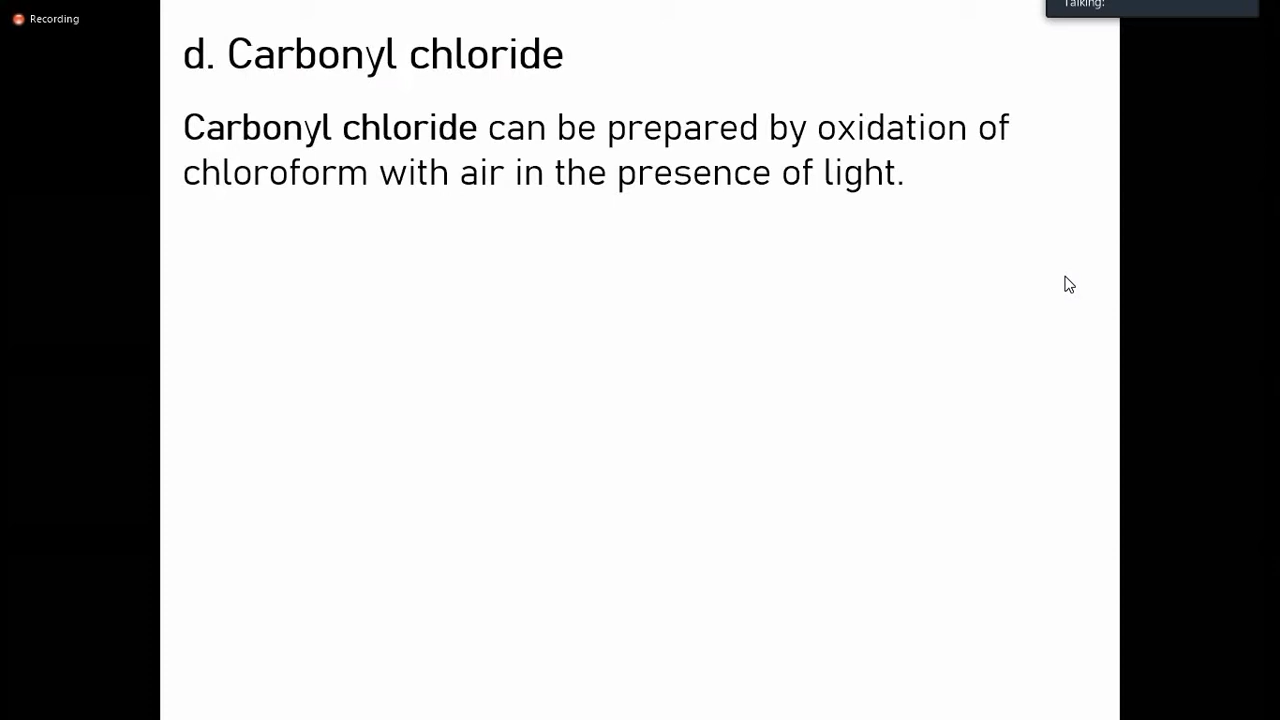 Recording
Talking:
d. Carbonyl chloride
Carbonyl chloride can be prepared by oxidation of
chloroform with air in the presence of light.